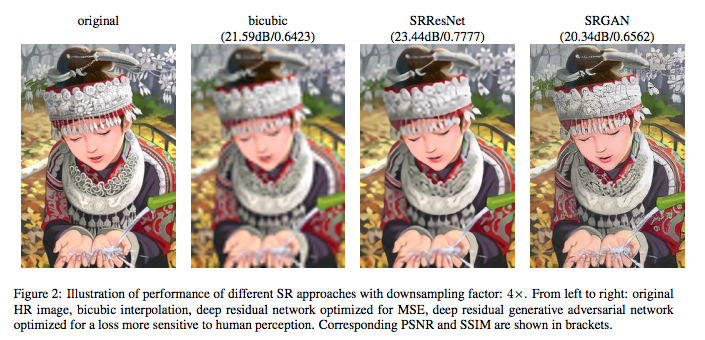 original
bicubic
(21.59dB/0.6423)
SRResNet
(23.44dB/0.7777)
SRGAN
(20.34dB/0.6562)
Figure 2: Illustration of performance of different SR approaches with downsampling factor: 4×. From left to right: original
HR image, bicubic interpolation, deep residual network optimized for MSE, deep residual generative adversarial network
optimized for a loss more sensitive to human perception. Corresponding PSNR and SSIM are shown in brackets.